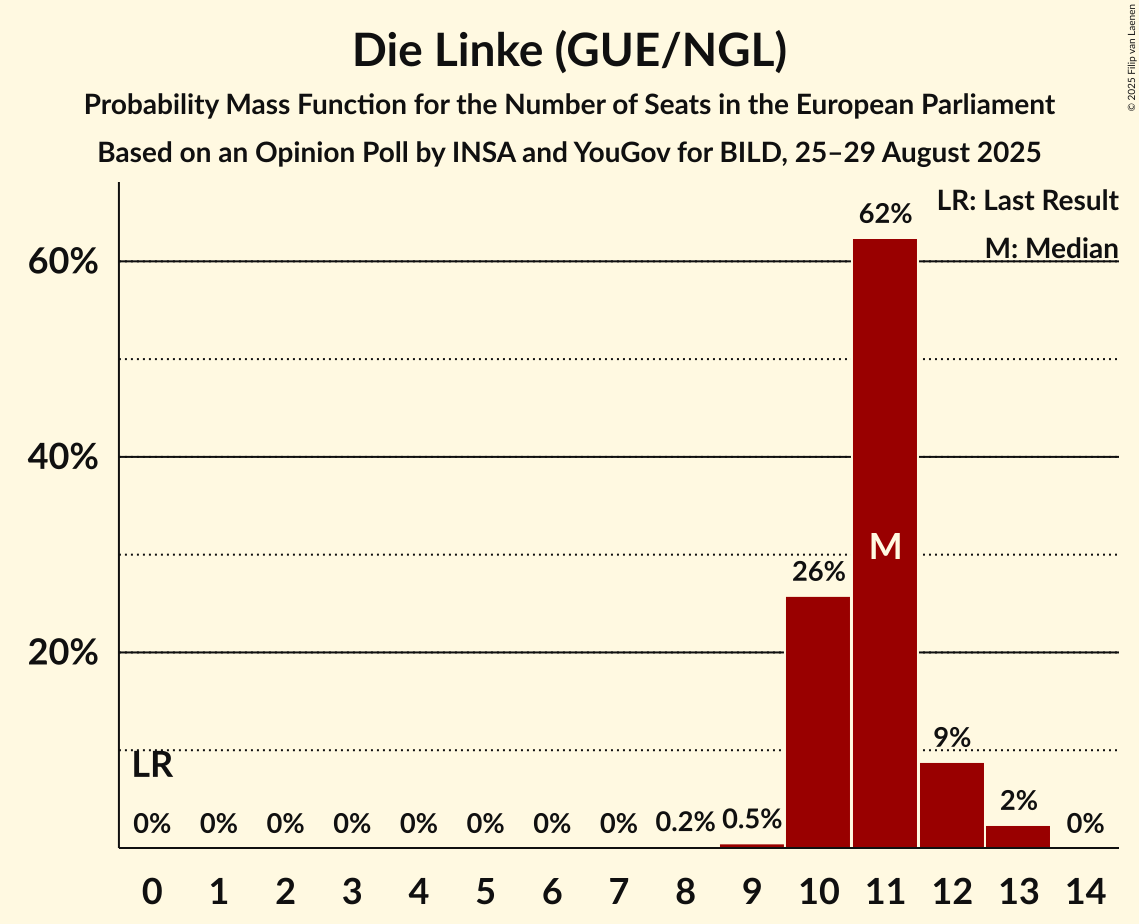 Die Linke (GUE/NGL)
Probability Mass Function for the Number of Seats in the European Parliament
Based on an Opinion Poll by INSA and YouGov for BILD, 25–29 August 2025
© 2025 Filip van Laenen
LR: Last Result
M: Median
60%
40%
20%
62%
M
26%
9%
2%
LR
0% 0% 0% 0% 0% 0% 0% 0% 0.2% 0.5% 0%
0 1 2 3 4 5 6 7 8 9 10 11 12 13 14